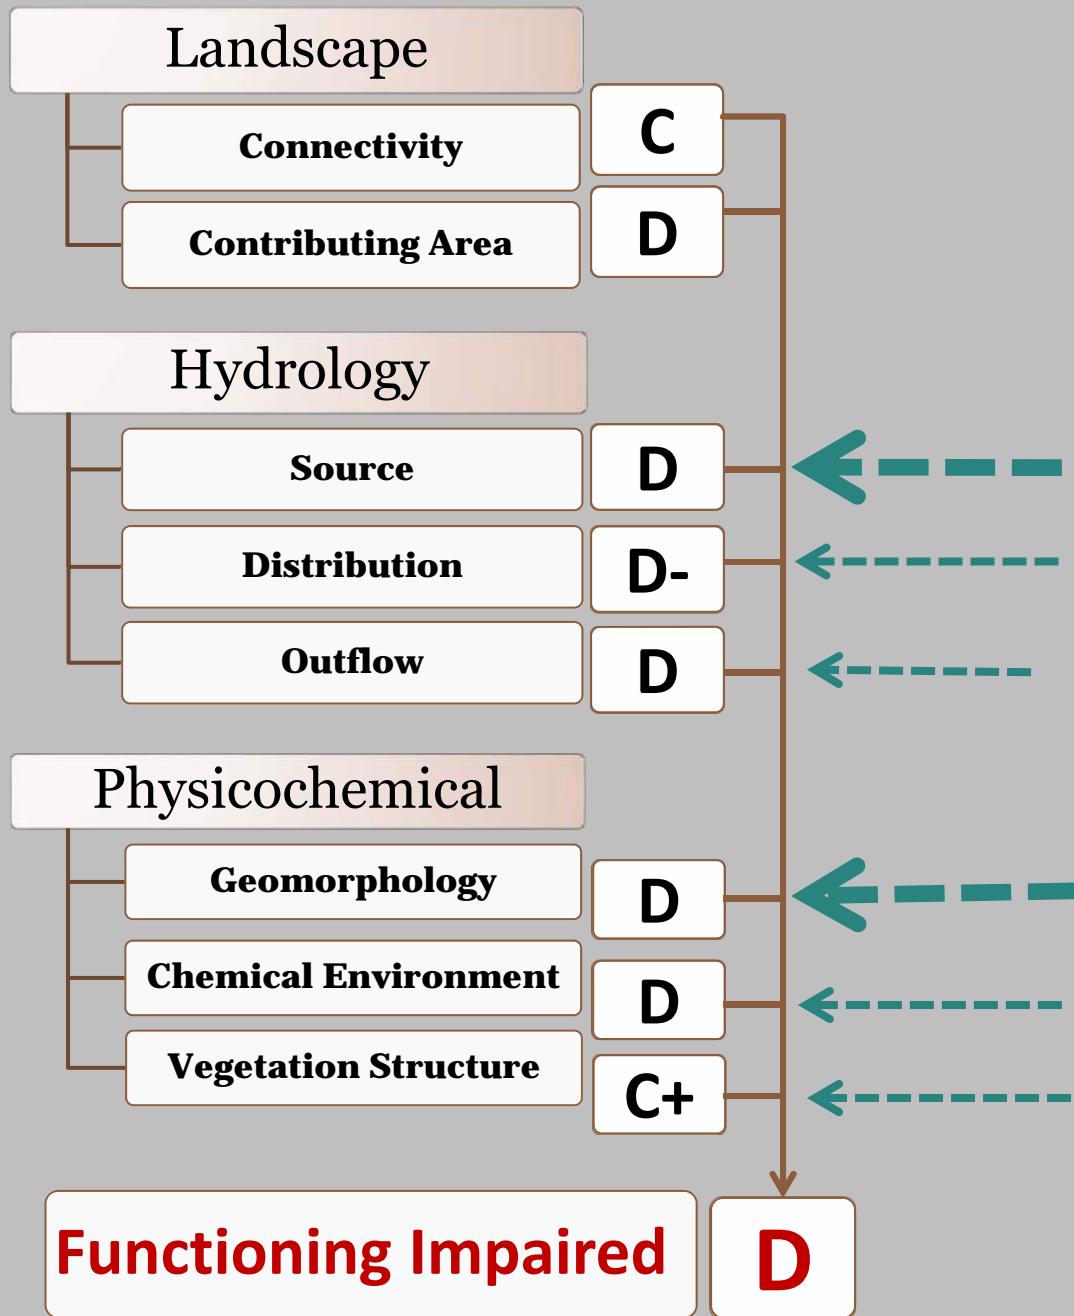 Landscape
Connectivity
C
Contributing Area
D
Hydrology
Source
D
Distribution
D-
Outflow
D
Physicochemical
Geomorphology
D
Chemical Environment
D
Vegetation Structure
C+
Functioning Impaired
D